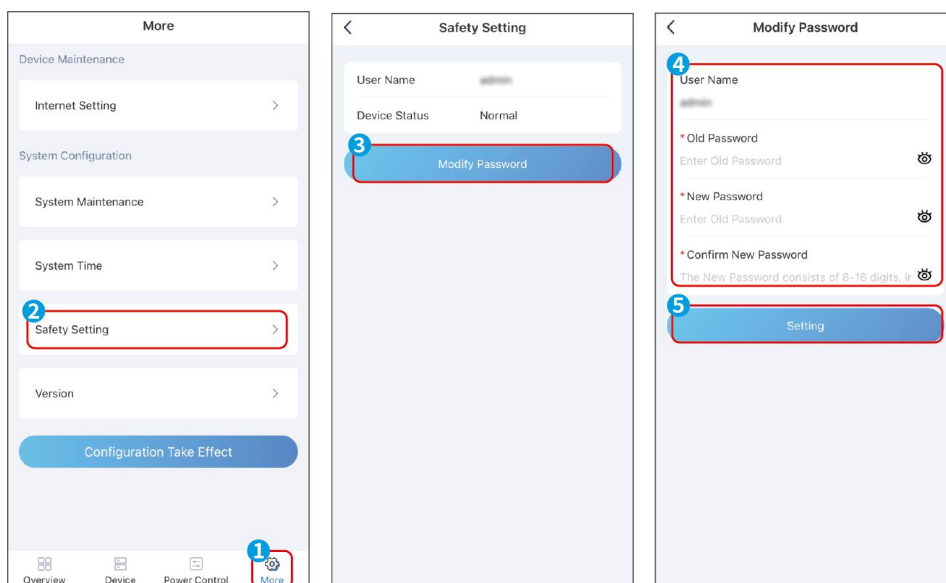 More
Device Maintenance
Internet Setting
System Configuration
System Maintenance
System Time
2
Safety Setting
Version
Configuration Take Effect
1
Overview Device Power Control More
Safety Setting
User Name admin
Device Status Normal
3
Modify Password
Modify Password
4
User Name
admin
*Old Password
Enter Old Password
*New Password
Enter Old Password
*Confirm New Password
The New Password consists of 8-16 digits, ir
5
Setting